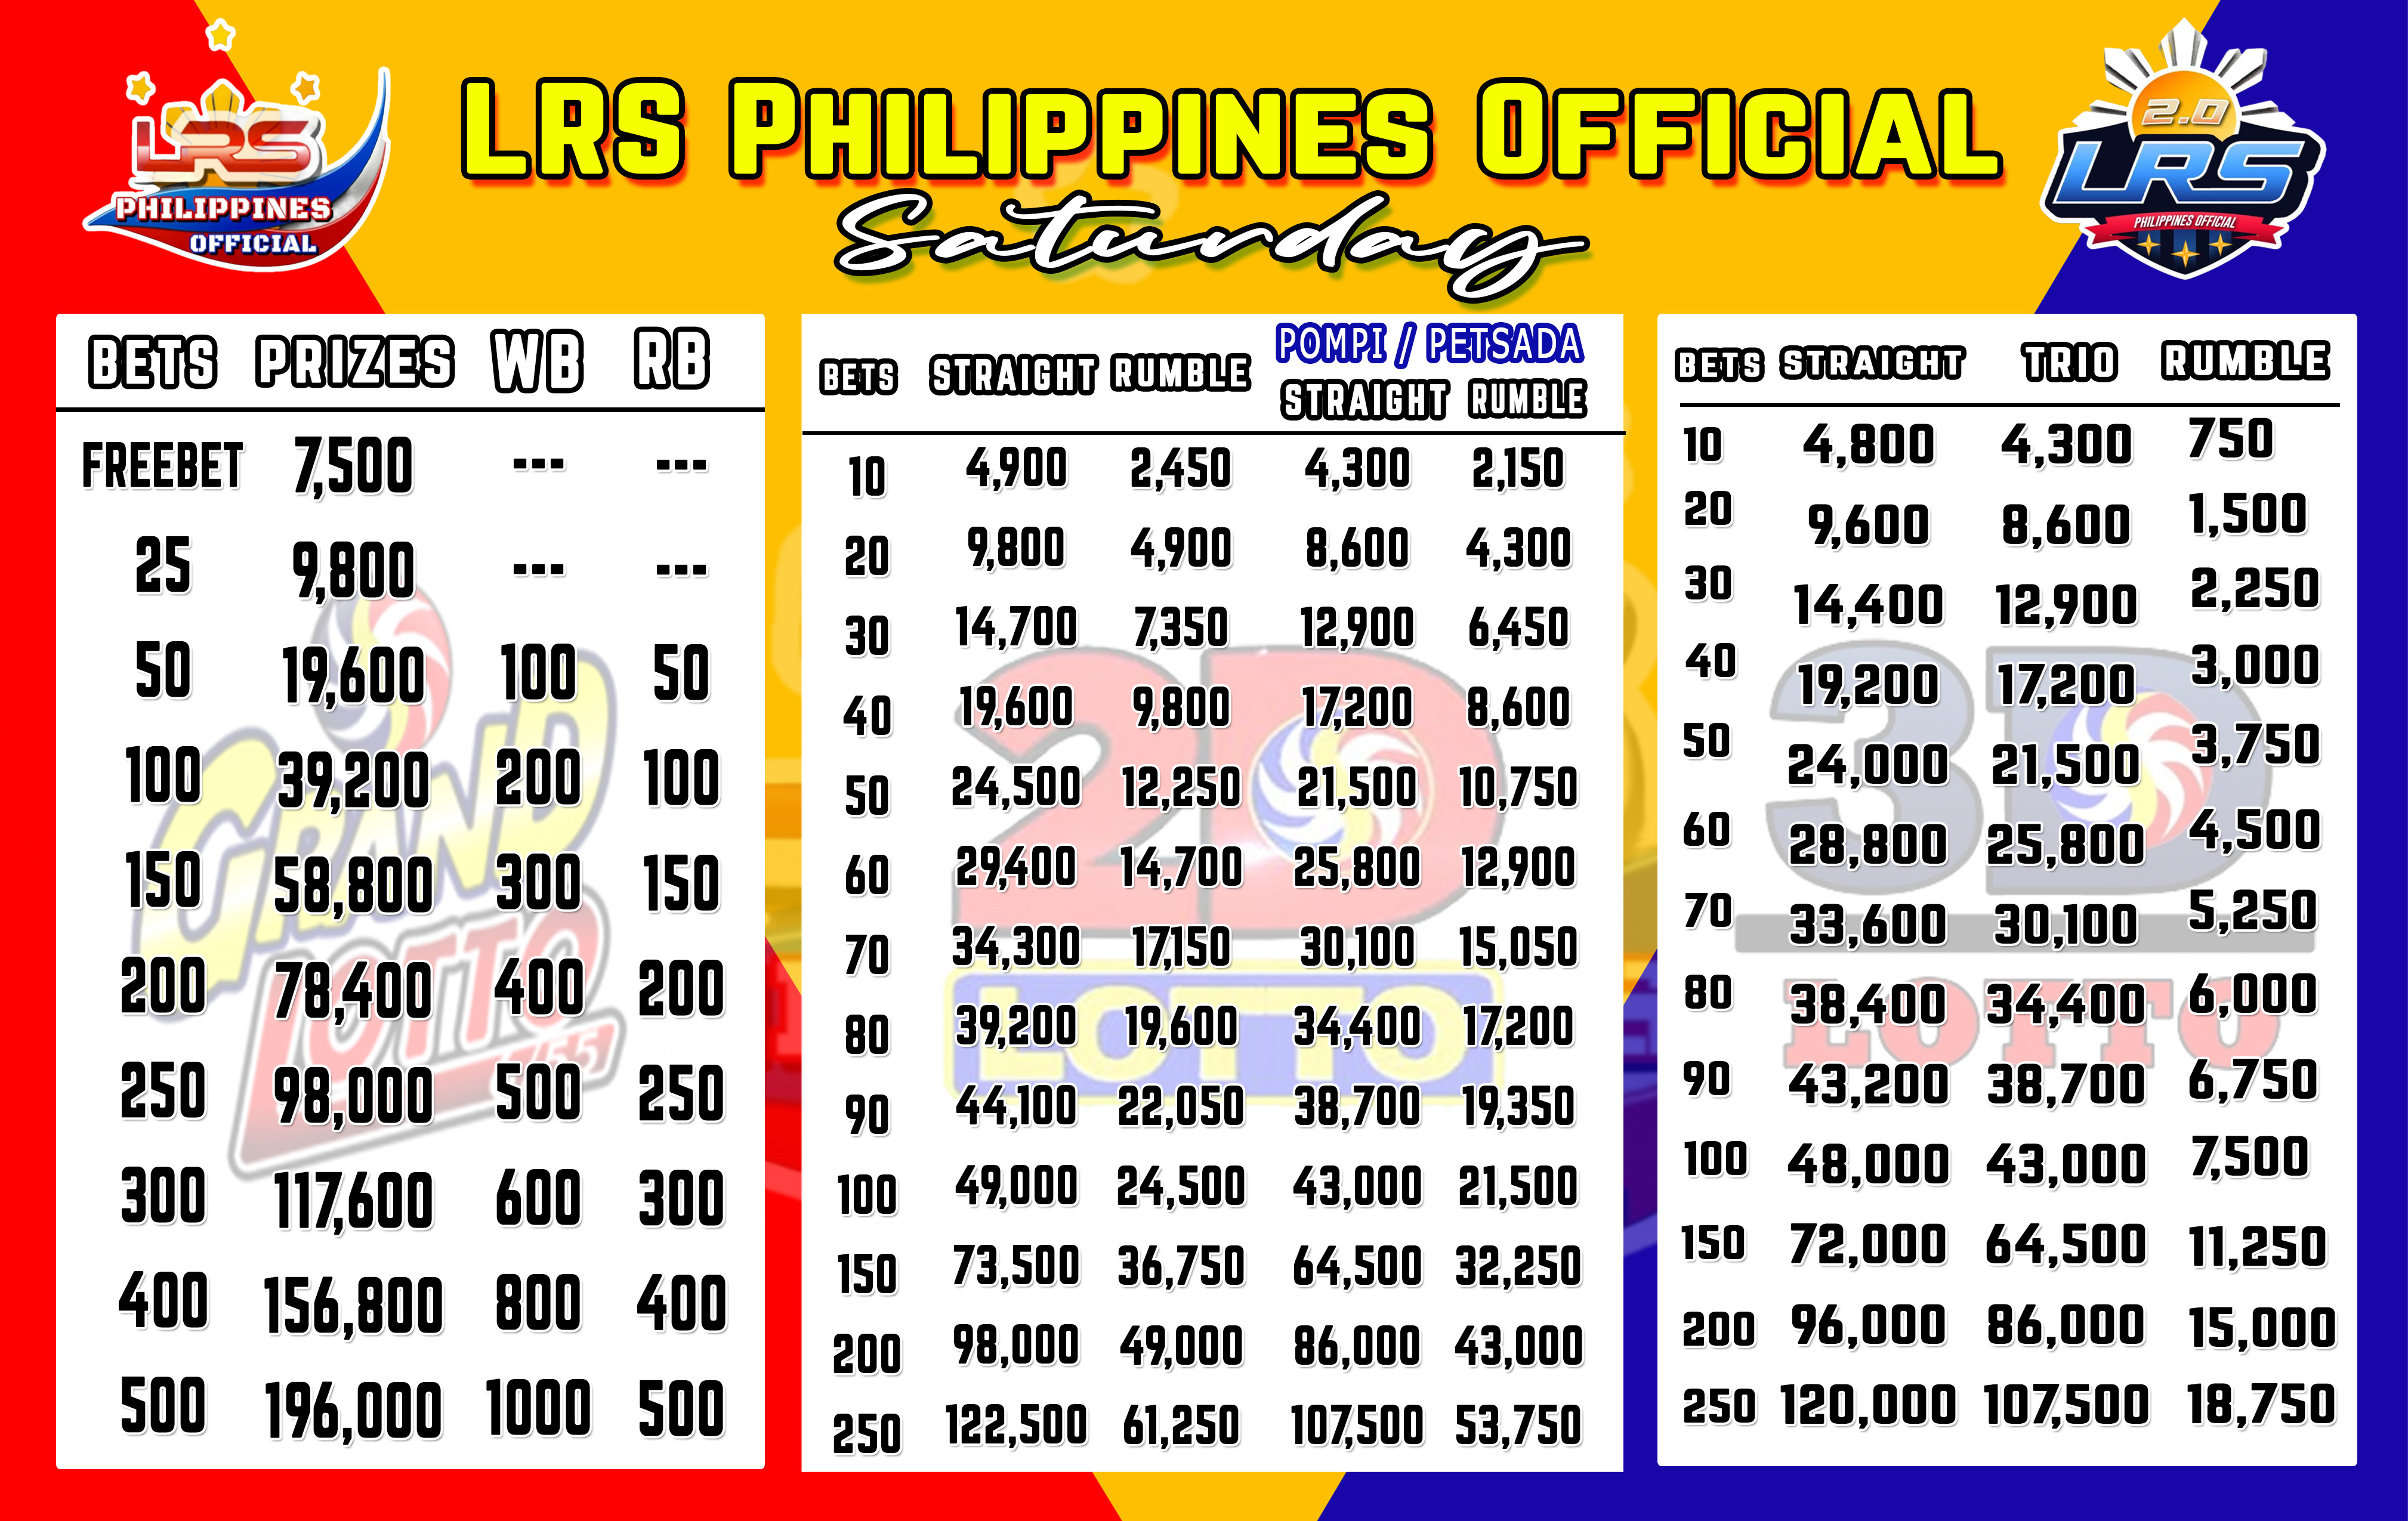 LRS PHILIPPINES OFFICIAL
Saturday
LRS
PHILIPPINES
OFFICIAL
2.0
LRS
PHILIPPINES OFFICIAL
BETS PRIZES WB RB
FREEBET 7,500 --- ---
25 9,800 --- ---
50 19,600 100 50
100 39,200 200 100
150 58,800 300 150
200 78,400 400 200
250 98,000 500 250
300 117,600 600 300
400 156,800 800 400
500 196,000 1000 500
GRAND
LOTTO
POMPI / PETSADA
BETS STRAIGHT RUMBLE STRAIGHT RUMBLE
10 4,900 2,450 4,300 2,150
20 9,800 4,900 8,600 4,300
30 14,700 7,350 12,900 6,450
40 19,600 9,800 17,200 8,600
50 24,500 12,250 21,500 10,750
60 29,400 14,700 25,800 12,900
70 34,300 17,150 30,100 15,050
80 39,200 19,600 34,400 17,200
90 44,100 22,050 38,700 19,350
100 49,000 24,500 43,000 21,500
150 73,500 36,750 64,500 32,250
200 98,000 49,000 86,000 43,000
250 122,500 61,250 107,500 53,750
2D
LOTTO
BETS STRAIGHT TRIO RUMBLE
10 4,800 4,300 750
20 9,600 8,600 1,500
30 14,400 12,900 2,250
40 19,200 17,200 3,000
50 24,000 21,500 3,750
60 28,800 25,800 4,500
70 33,600 30,100 5,250
80 38,400 34,400 6,000
90 43,200 38,700 6,750
100 48,000 43,000 7,500
150 72,000 64,500 11,250
200 96,000 86,000 15,000
250 120,000 107,500 18,750
3D
LOTTO